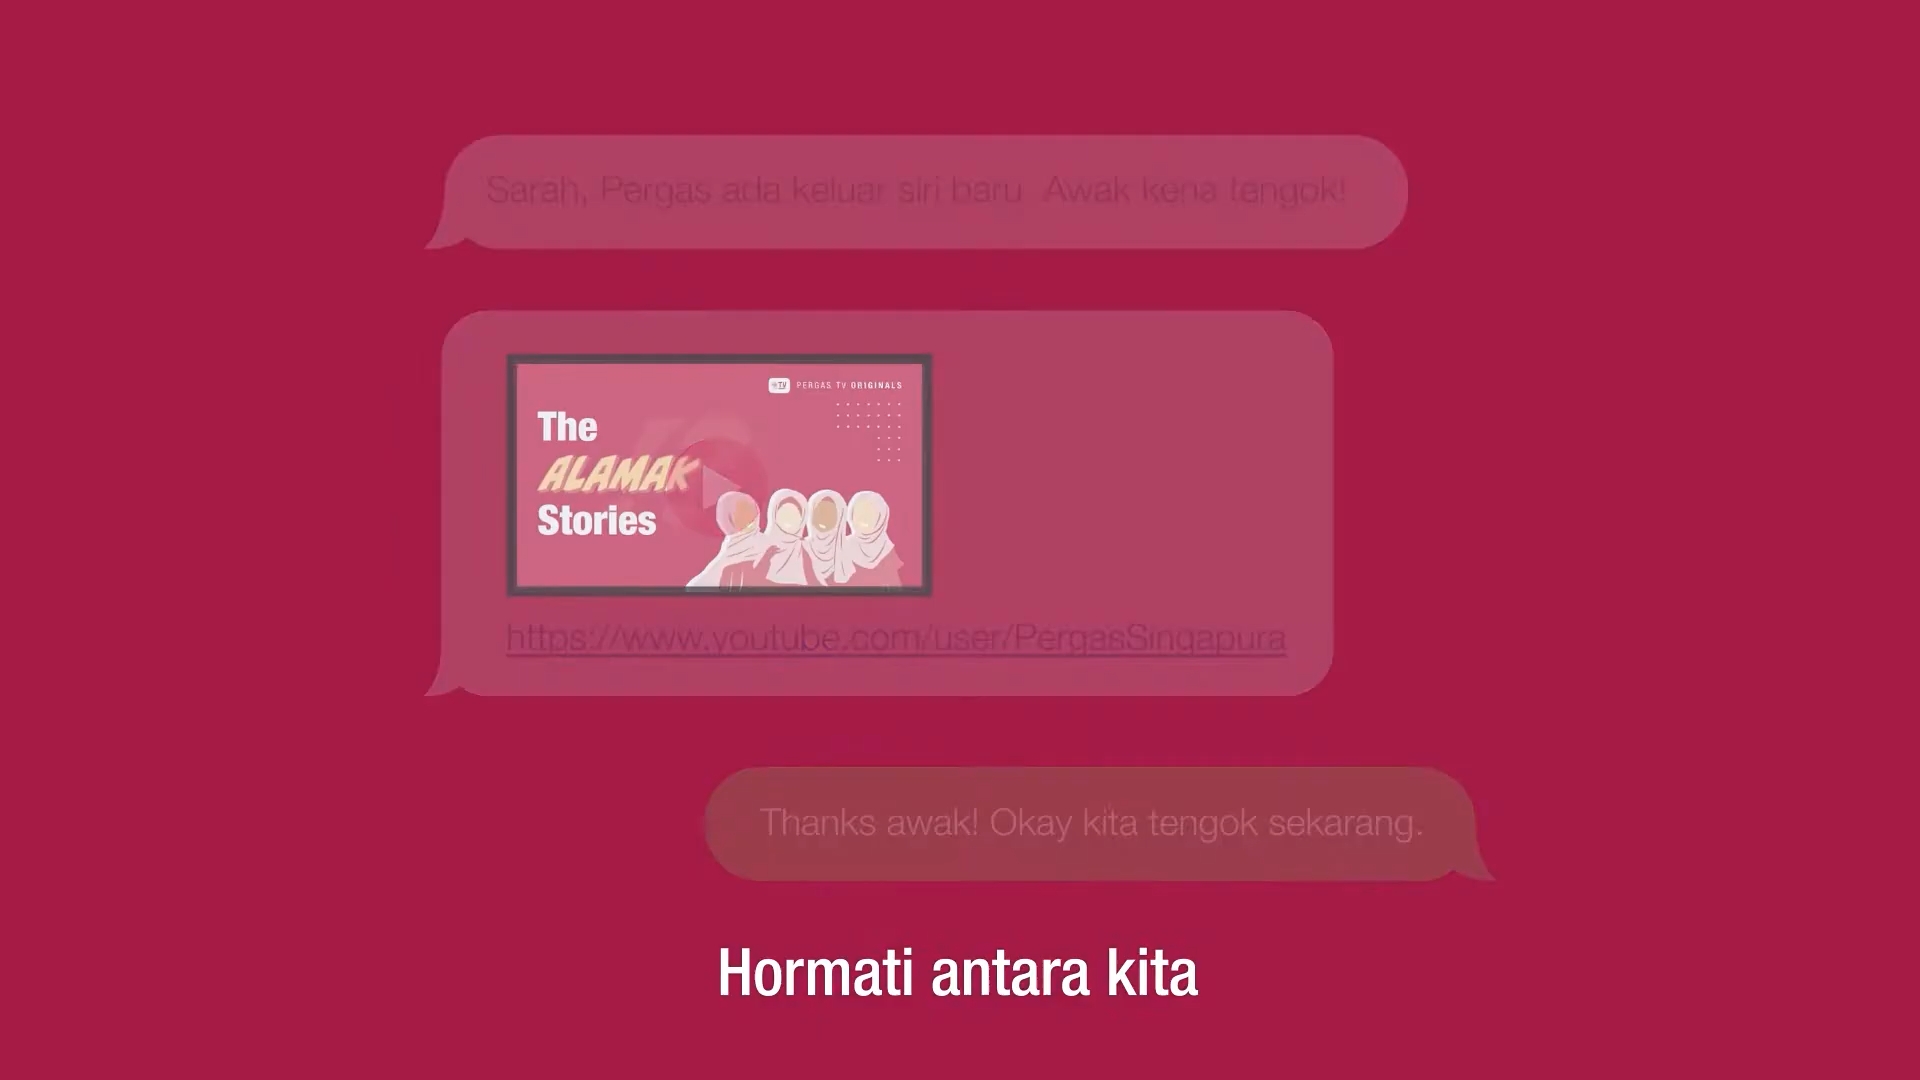 Sarah, Pergas ada keluar siri baru. Awak kena tengok!
TV PERGAS TV ORIGINALS
The
ALAMAK
Stories
https://www.youtube.com/user/PergasSingapura
Thanks awak! Okay kita tengok sekarang.
Hormati antara kita